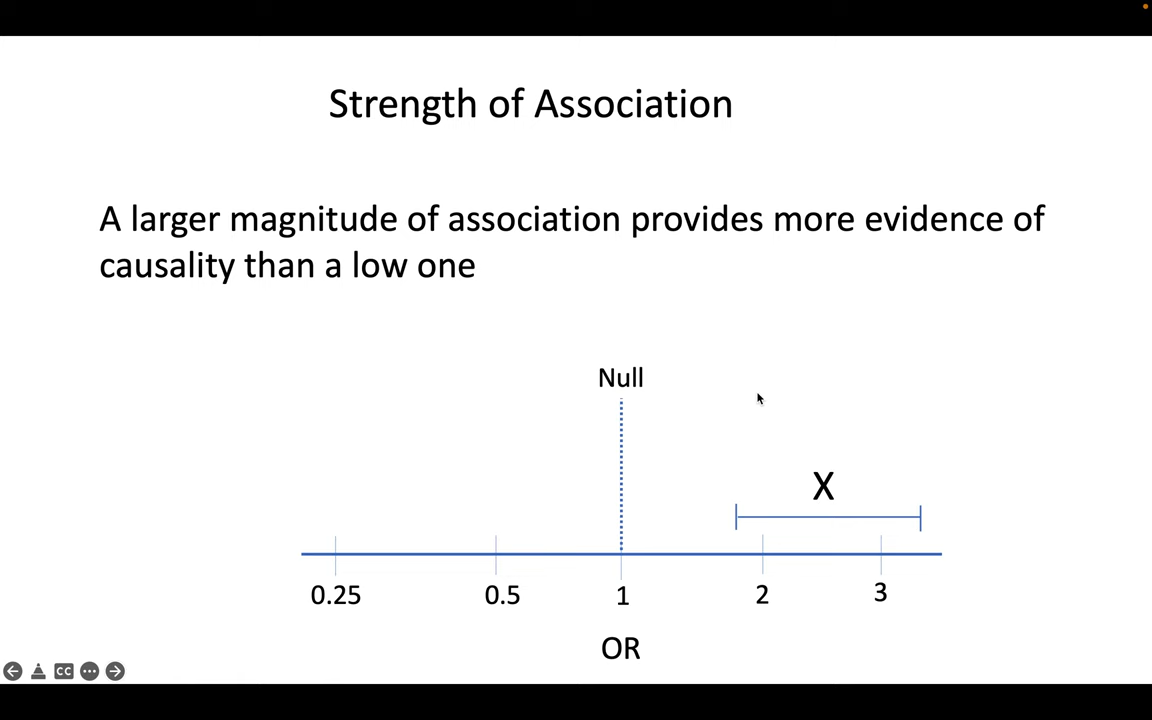 Strength of Association
A larger magnitude of association provides more evidence of
causality than a low one
Null
X
0.25 0.5 1 2 3
OR
CC